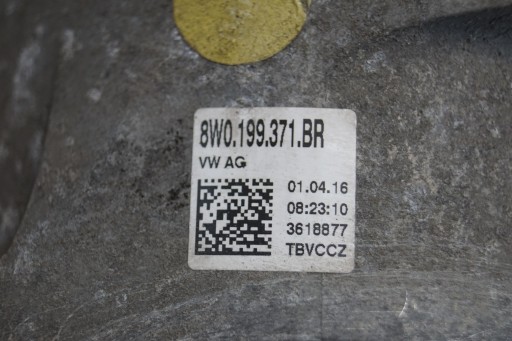 8W0.199.371.BR
VW AG
01.04.16
08:23:10
3618877
TBVCCZ